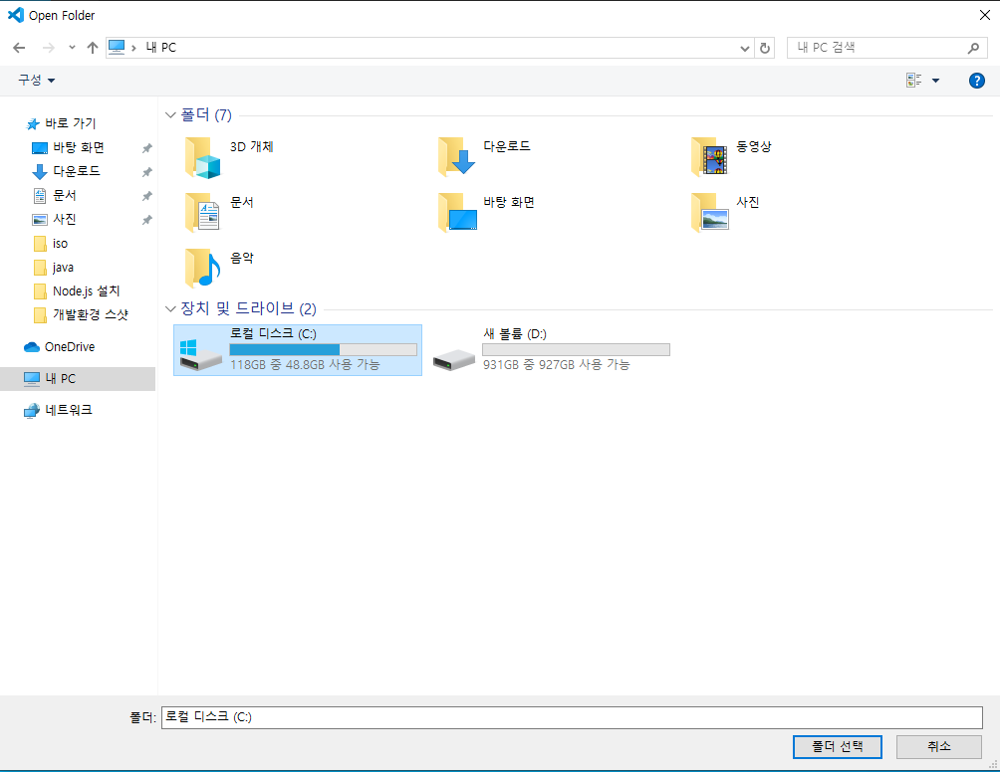 Open Folder
내 PC
내 PC 검색
구성
바로 가기
바탕 화면
다운로드
문서
사진
iso
java
Node.js 설치
개발환경 스샷
OneDrive
내 PC
네트워크
폴더 (7)
3D 개체
다운로드
동영상
문서
바탕 화면
사진
음악
장치 및 드라이브 (2)
로컬 디스크 (C:)
118GB 중 48.8GB 사용 가능
새 볼륨 (D:)
931GB 중 927GB 사용 가능
폴더: 로컬 디스크 (C:)
폴더 선택 취소